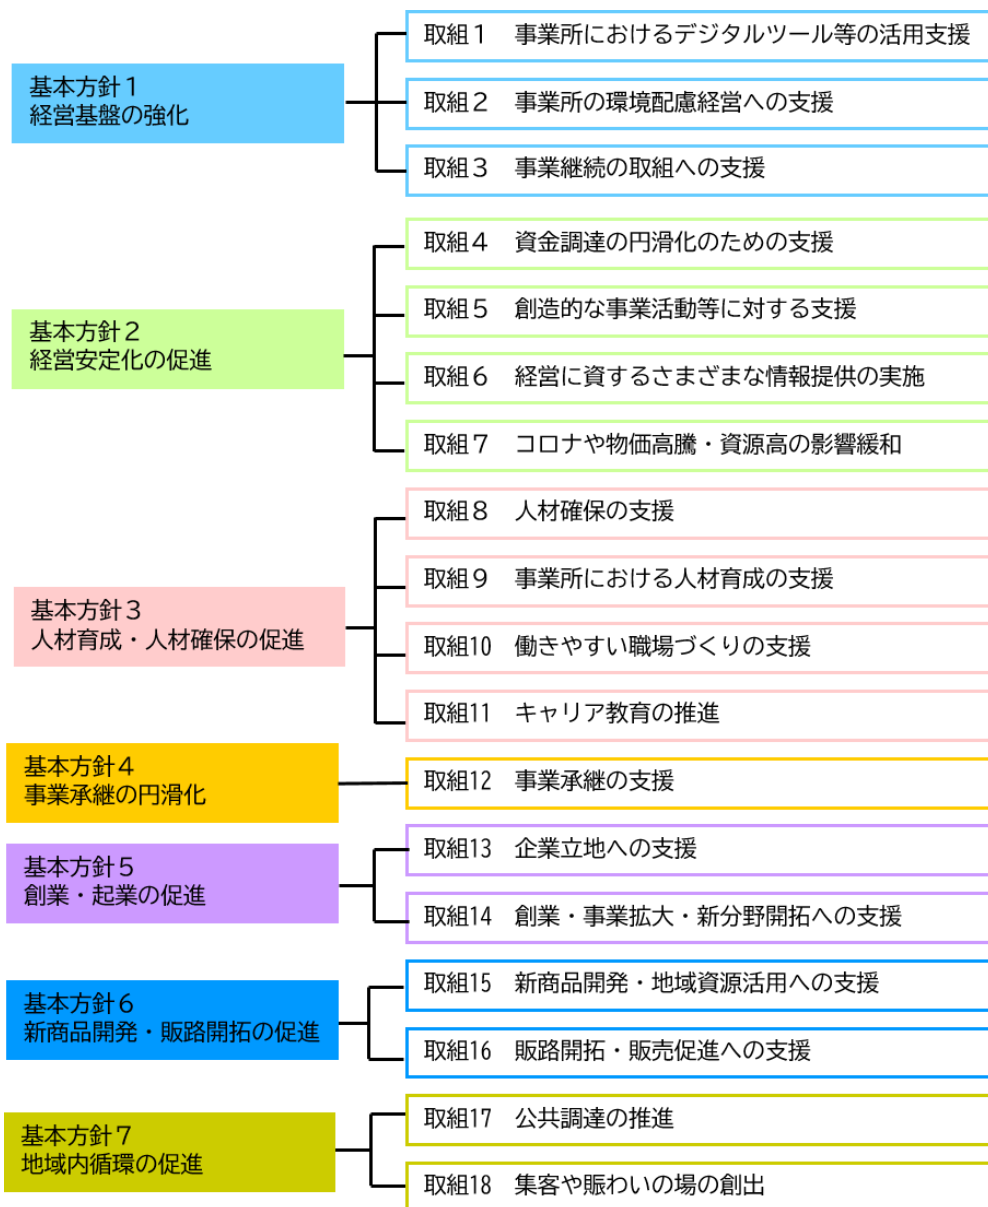 基本方針１
経営基盤の強化
取組１　事業所におけるデジタルツール等の活用支援
取組２　事業所の環境配慮経営への支援
取組３　事業継続の取組への支援
基本方針２
経営安定化の促進
取組４　資金調達の円滑化のための支援
取組５　創造的な事業活動等に対する支援
取組６　経営に資するさまざまな情報提供の実施
取組７　コロナや物価高騰・資源高の影響緩和
基本方針３
人材育成・人材確保の促進
取組８　人材確保の支援
取組９　事業所における人材育成の支援
取組10　働きやすい職場づくりの支援
取組11　キャリア教育の推進
基本方針４
事業承継の円滑化
取組12　事業承継の支援
基本方針５
創業・起業の促進
取組13　企業立地への支援
取組14　創業・事業拡大・新分野開拓への支援
基本方針６
新商品開発・販路開拓の促進
取組15　新商品開発・地域資源活用への支援
取組16　販路開拓・販売促進への支援
基本方針７
地域内循環の促進
取組17　公共調達の推進
取組18　集客や賑わいの場の創出